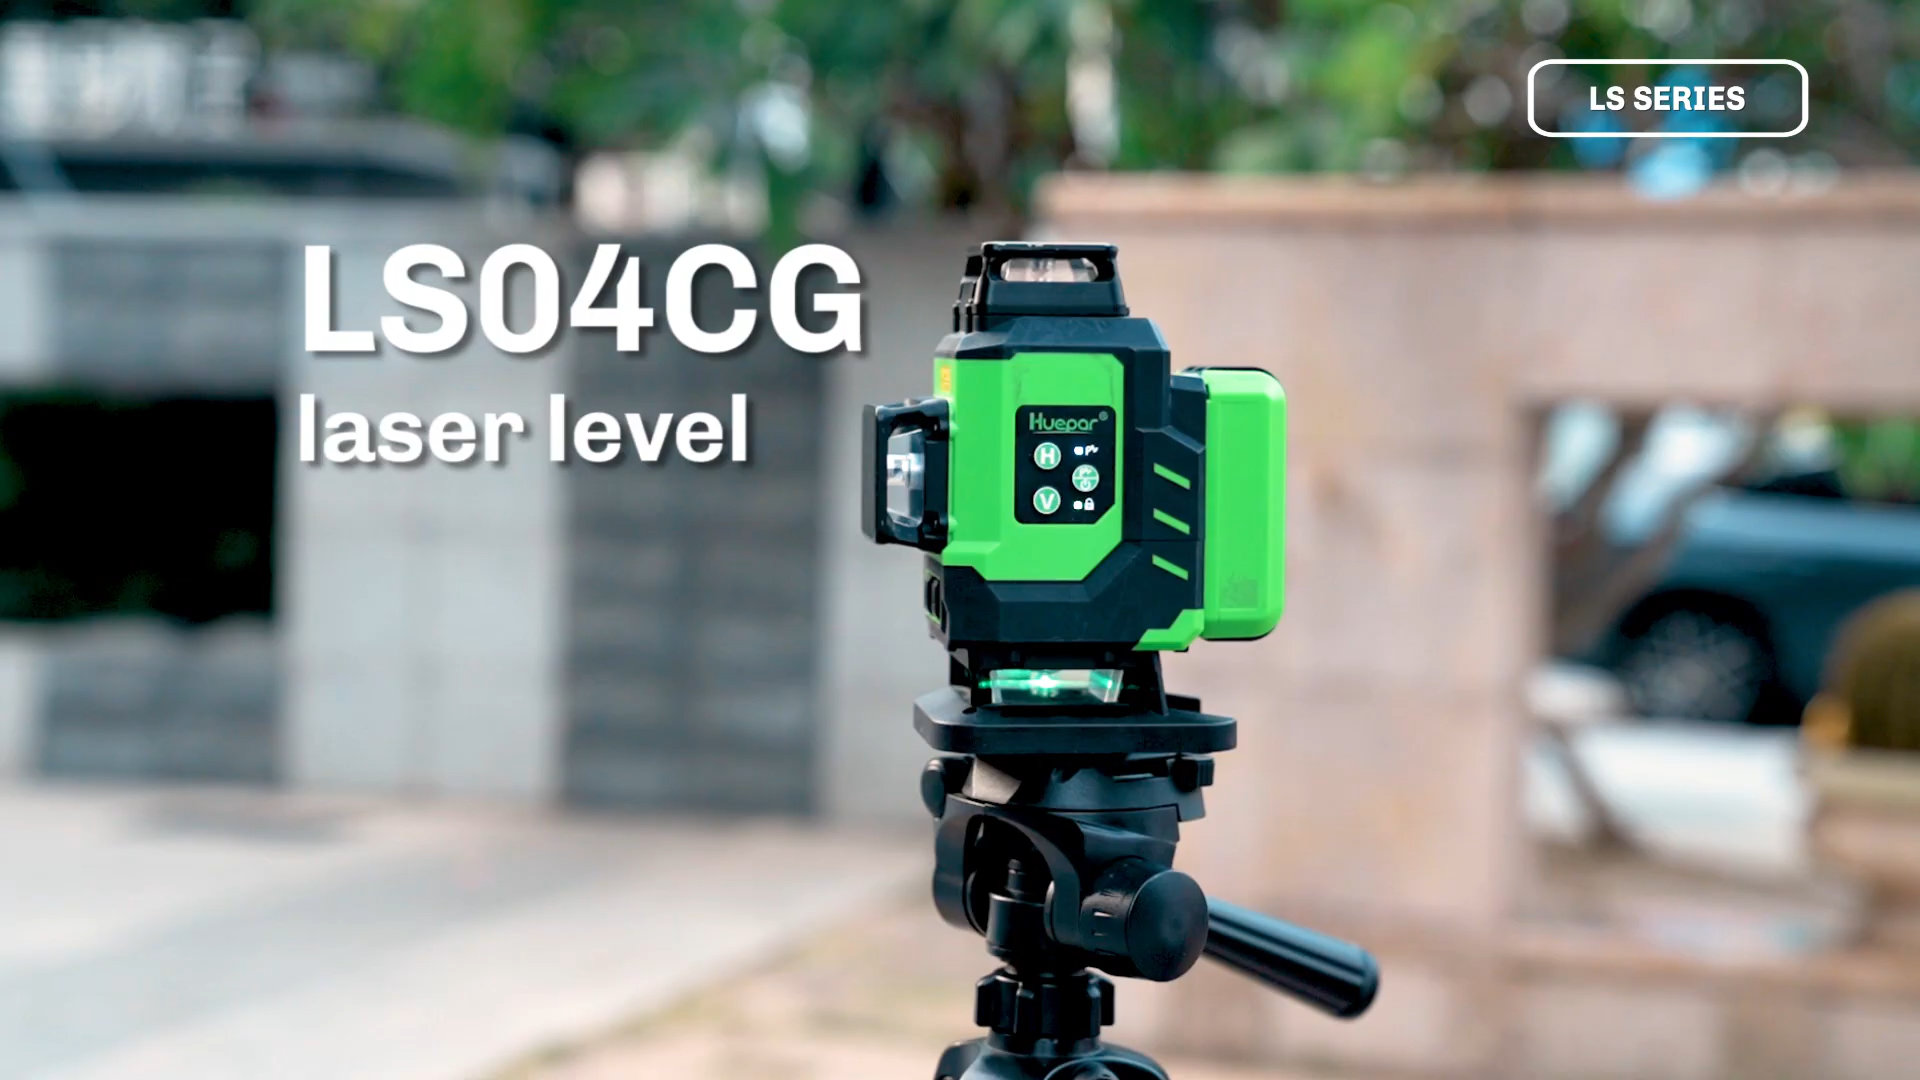 LS SERIES
LS04CG
laser level
Huepar®
H
V